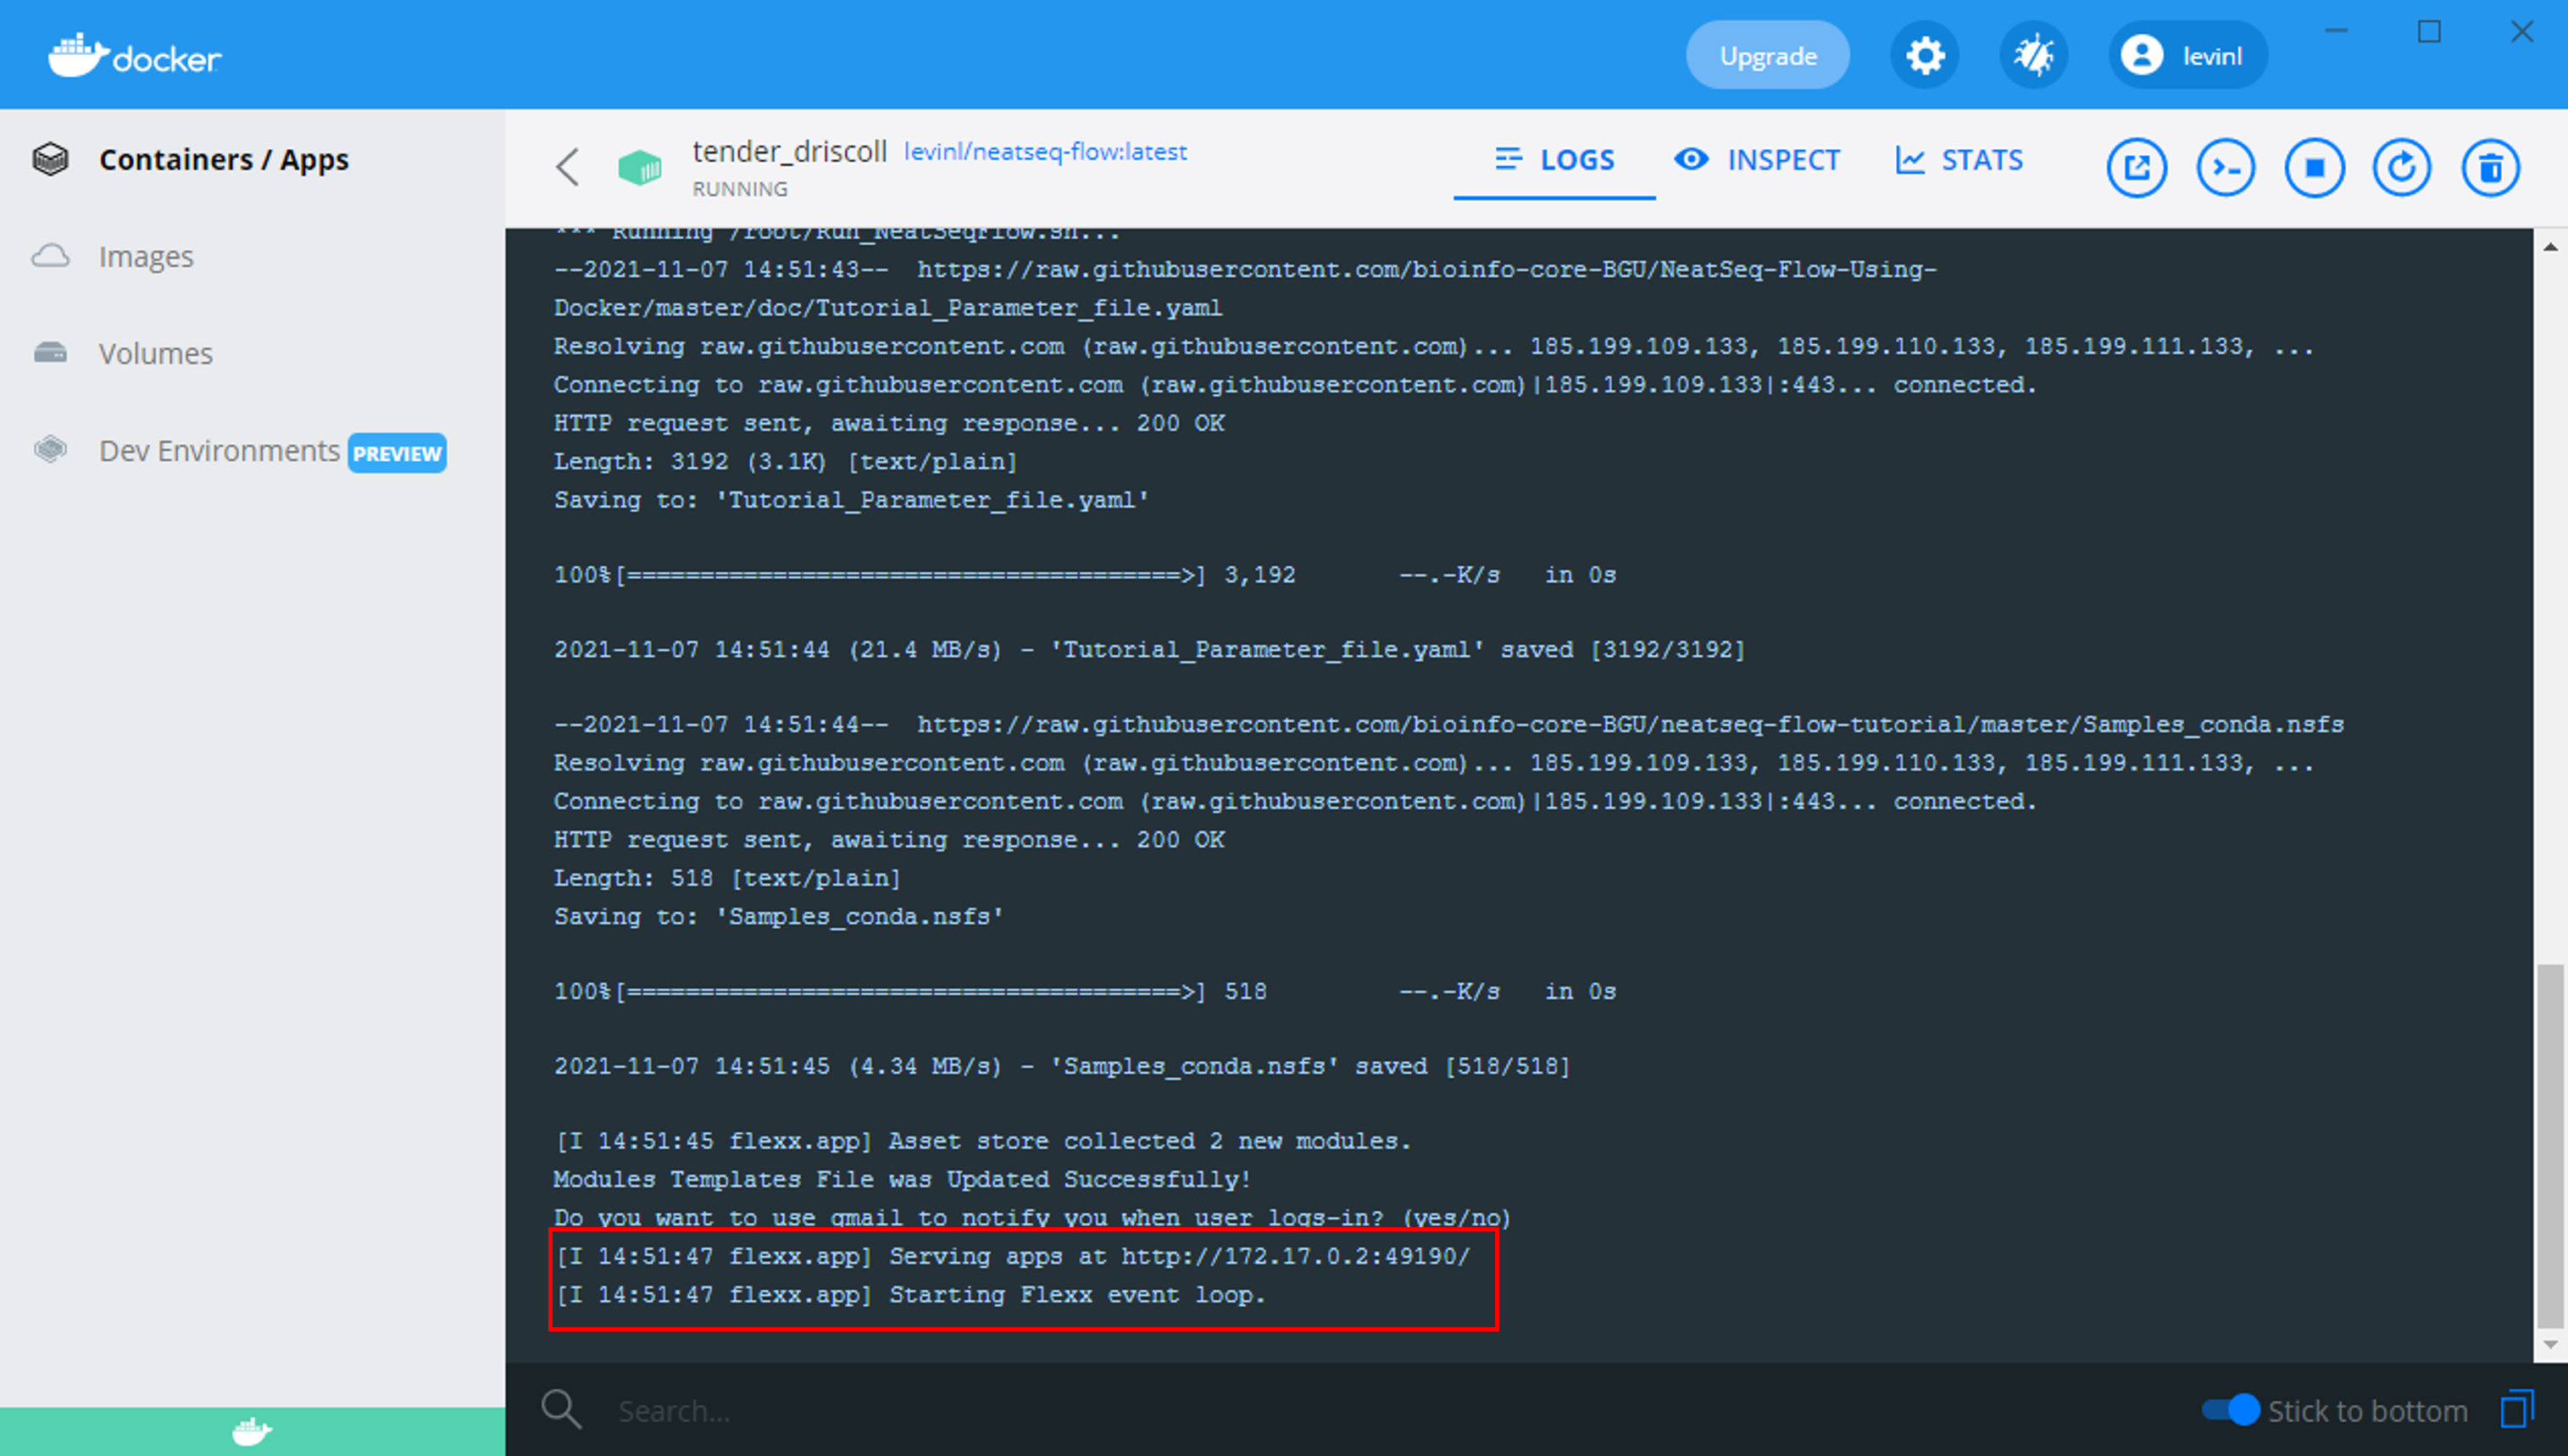 docker
Upgrade
levinl
Containers / Apps
Images
Volumes
Dev Environments PREVIEW
tender_driscoll levinl/neatseq-flow:latest
RUNNING
LOGS
INSPECT
STATS
*** Running /root/Run_NeatSeqFlow.sh...
--2021-11-07 14:51:43--  https://raw.githubusercontent.com/bioinfo-core-BGU/NeatSeq-Flow-Using-
Docker/master/doc/Tutorial_Parameter_file.yaml
Resolving raw.githubusercontent.com (raw.githubusercontent.com)... 185.199.109.133, 185.199.110.133, 185.199.111.133, ...
Connecting to raw.githubusercontent.com (raw.githubusercontent.com)|185.199.109.133|:443... connected.
HTTP request sent, awaiting response... 200 OK
Length: 3192 (3.1K) [text/plain]
Saving to: 'Tutorial_Parameter_file.yaml'
100%[======================================>] 3,192       --.-K/s   in 0s
2021-11-07 14:51:44 (21.4 MB/s) - 'Tutorial_Parameter_file.yaml' saved [3192/3192]
--2021-11-07 14:51:44--  https://raw.githubusercontent.com/bioinfo-core-BGU/neatseq-flow-tutorial/master/Samples_conda.nsfs
Resolving raw.githubusercontent.com (raw.githubusercontent.com)... 185.199.109.133, 185.199.110.133, 185.199.111.133, ...
Connecting to raw.githubusercontent.com (raw.githubusercontent.com)|185.199.109.133|:443... connected.
HTTP request sent, awaiting response... 200 OK
Length: 518 [text/plain]
Saving to: 'Samples_conda.nsfs'
100%[======================================>] 518         --.-K/s   in 0s
2021-11-07 14:51:45 (4.34 MB/s) - 'Samples_conda.nsfs' saved [518/518]
[I 14:51:45 flexx.app] Asset store collected 2 new modules.
Modules Templates File was Updated Successfully!
Do you want to use gmail to notify you when user logs-in? (yes/no)
[I 14:51:47 flexx.app] Serving apps at http://172.17.0.2:49190/
[I 14:51:47 flexx.app] Starting Flexx event loop.
Search...
Stick to bottom